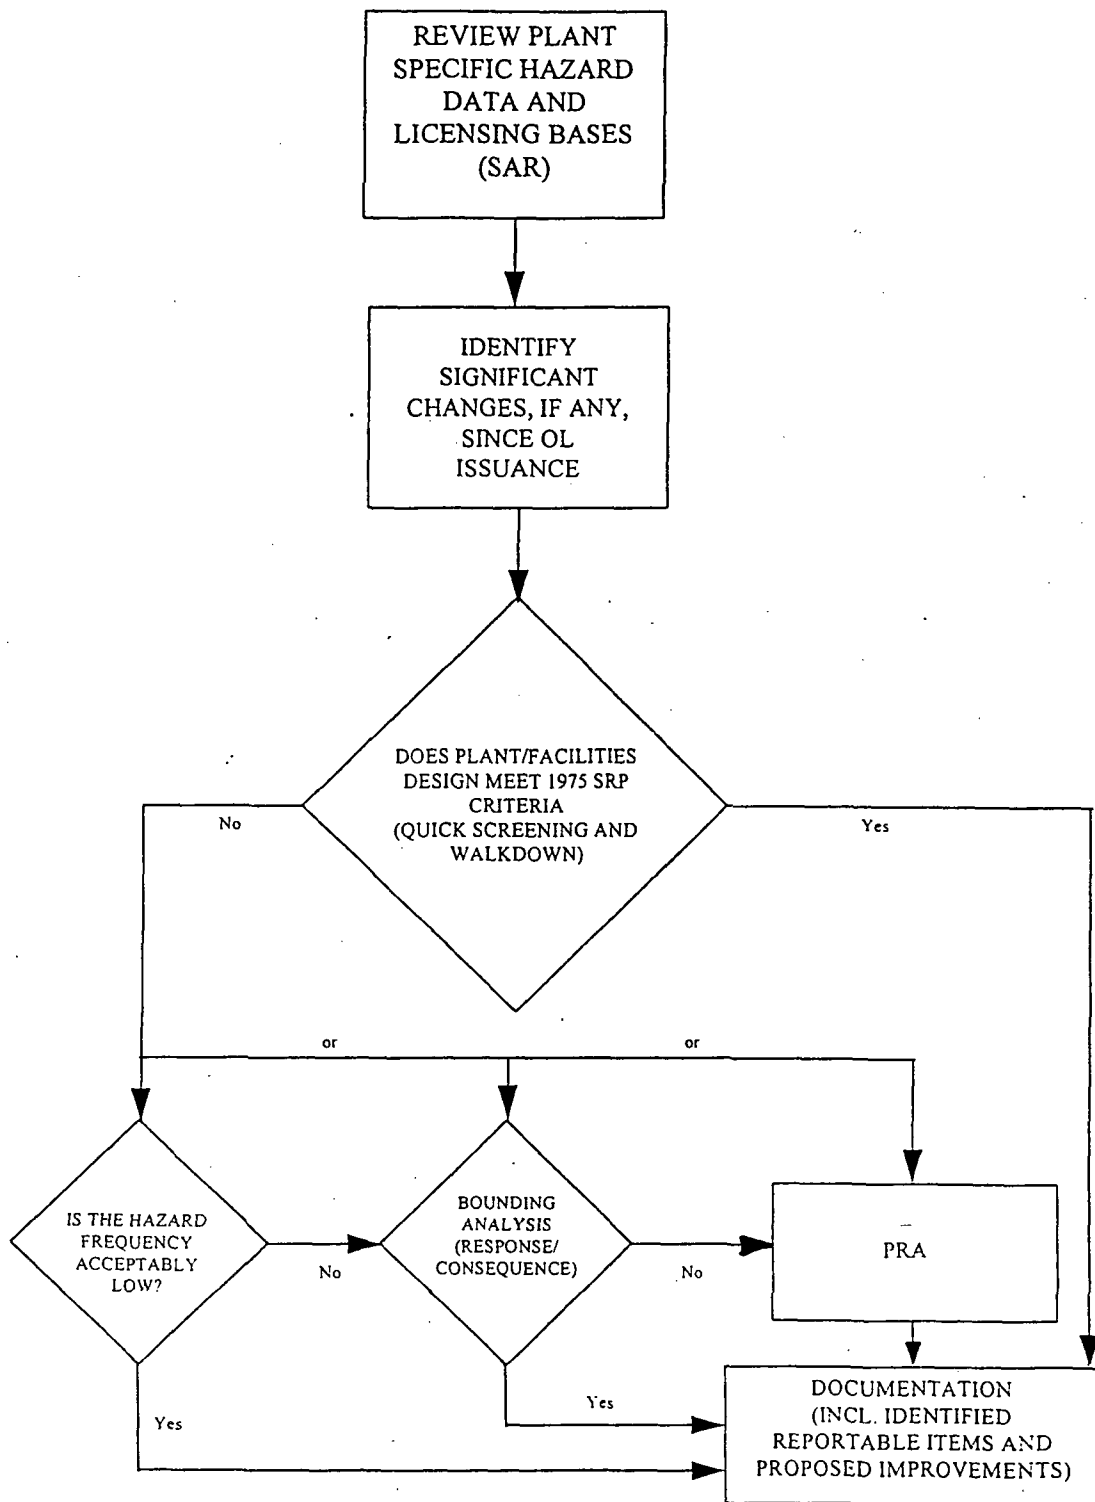 REVIEW PLANT
SPECIFIC HAZARD
DATA AND
LICENSING BASES
(SAR)
IDENTIFY
SIGNIFICANT
CHANGES, IF ANY,
SINCE OL
ISSUANCE
DOES PLANT/FACILITIES
DESIGN MEET 1975 SRP
CRITERIA
(QUICK SCREENING AND
WALKDOWN)
No
Yes
or
or
IS THE HAZARD
FREQUENCY
ACCEPTABLY
LOW?
No
BOUNDING
ANALYSIS
(RESPONSE/
CONSEQUENCE)
No
PRA
Yes
Yes
DOCUMENTATION
(INCL. IDENTIFIED
REPORTABLE ITEMS AND
PROPOSED IMPROVEMENTS)